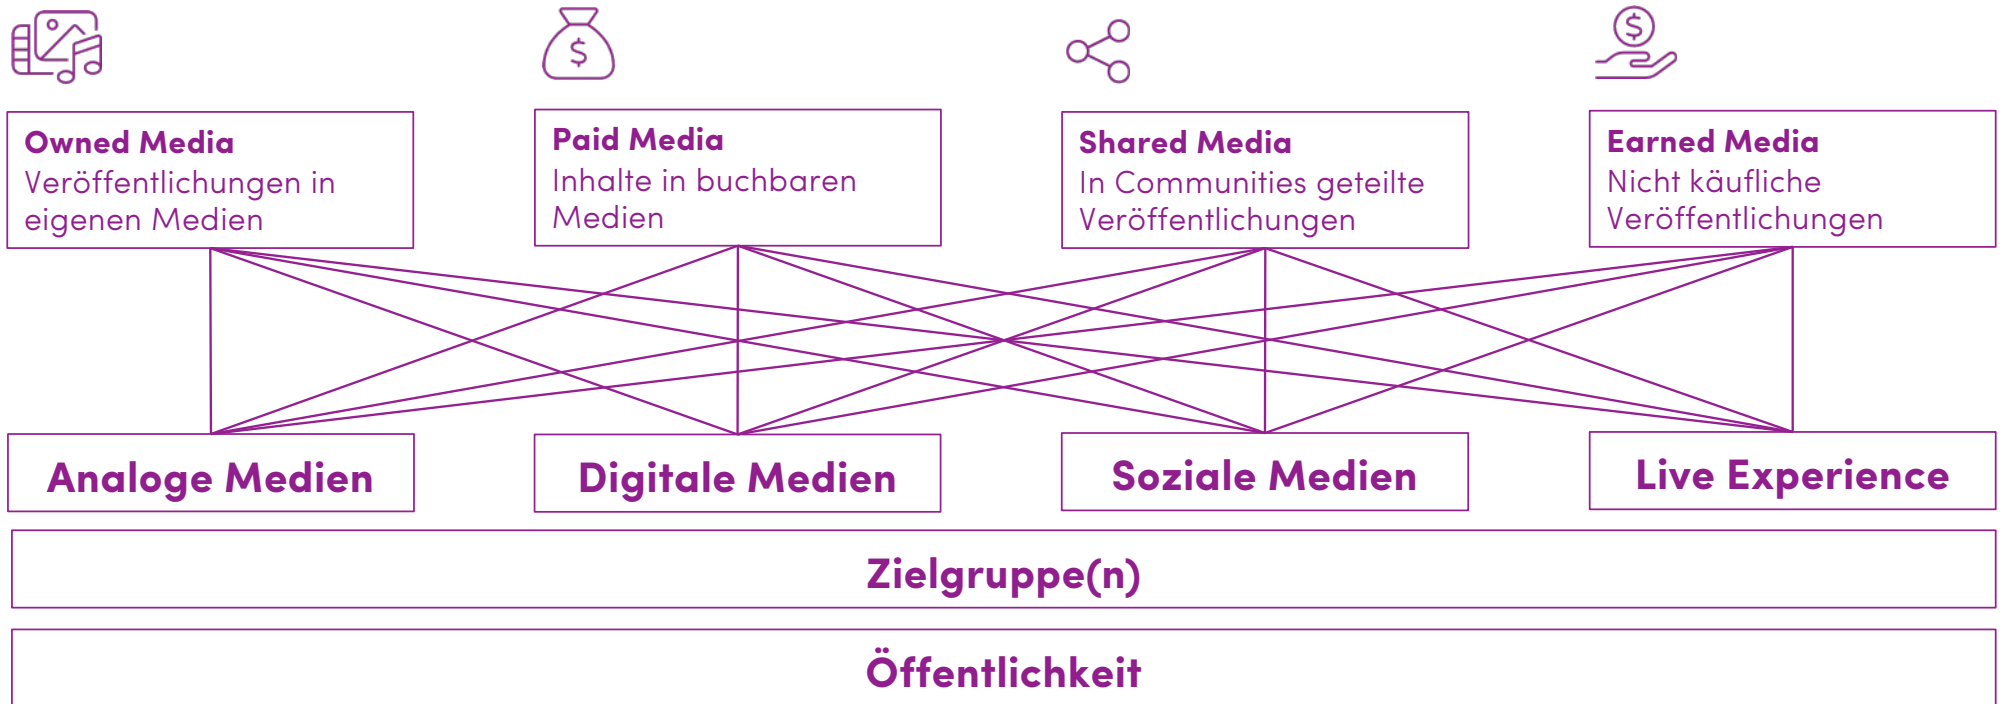 Owned Media
Veröffentlichungen in
eigenen Medien
Paid Media
Inhalte in buchbaren
Medien
Shared Media
In Communities geteilte
Veröffentlichungen
Earned Media
Nicht käufliche
Veröffentlichungen
Analoge Medien
Digitale Medien
Soziale Medien
Live Experience
Zielgruppe(n)
Öffentlichkeit